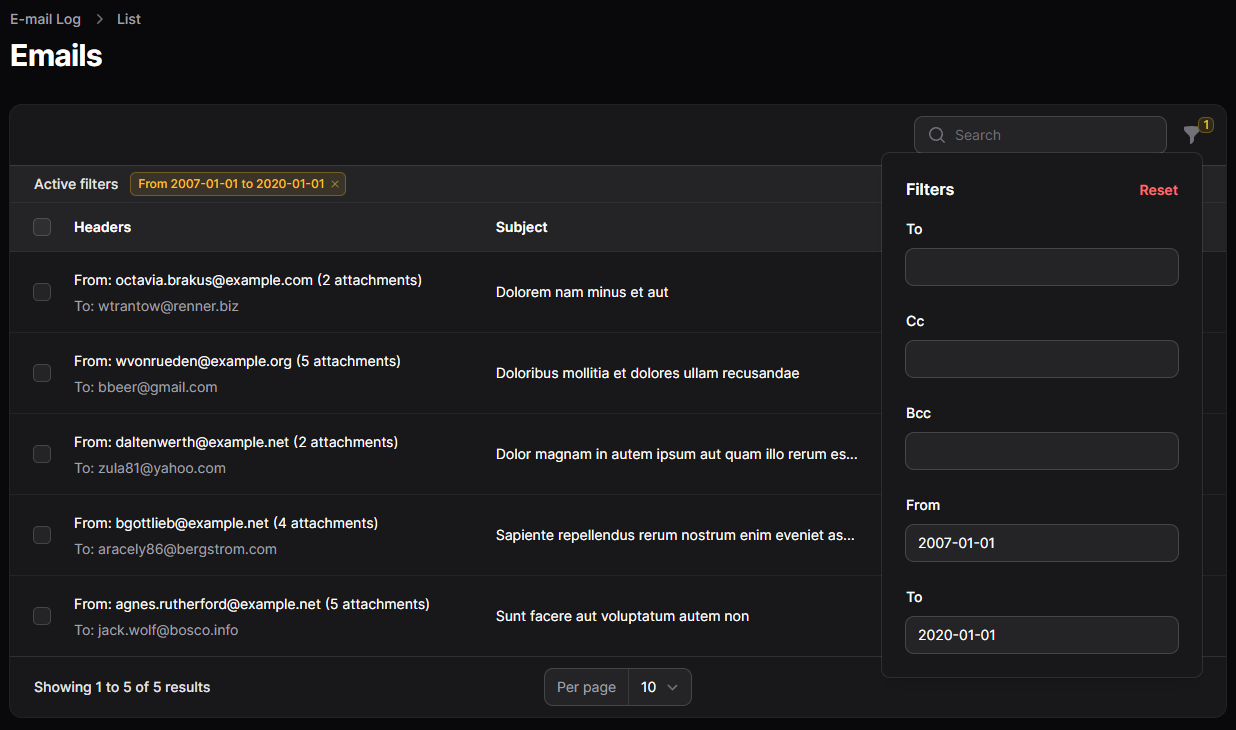 E-mail Log > List
Emails
Search
1
Active filters From 2007-01-01 to 2020-01-01 ×
Headers Subject
From: octavia.brakus@example.com (2 attachments)
To: wtrantow@renner.biz
Dolorem nam minus et aut
From: wvonrueden@example.org (5 attachments)
To: bbeer@gmail.com
Doloribus mollitia et dolores ullam recusandae
From: daltenwerth@example.net (2 attachments)
To: zula81@yahoo.com
Dolor magnam in autem ipsum aut quam illo rerum es...
From: bgottlieb@example.net (4 attachments)
To: aracely86@bergstrom.com
Sapiente repellendus rerum nostrum enim eveniet as...
From: agnes.rutherford@example.net (5 attachments)
To: jack.wolf@bosco.info
Sunt facere aut voluptatum autem non
Showing 1 to 5 of 5 results
Per page 10
Filters Reset
To
Cc
Bcc
From
2007-01-01
To
2020-01-01